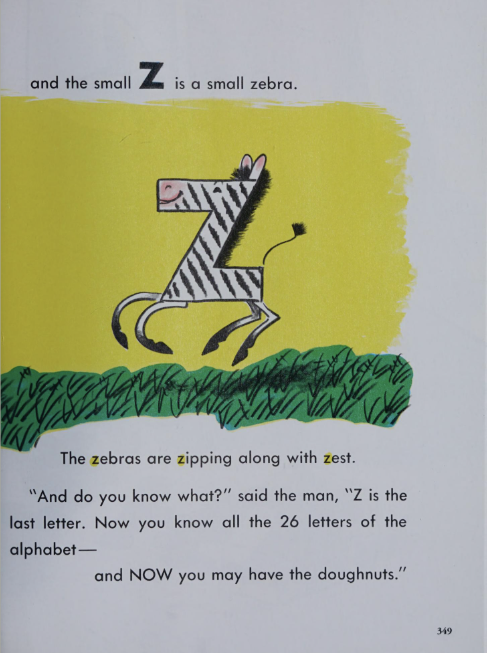 and the small Z is a small zebra.
The zebras are zipping along with zest.
"And do you know what?" said the man, "Z is the
last letter. Now you know all the 26 letters of the
alphabet—
and NOW you may have the doughnuts."
349